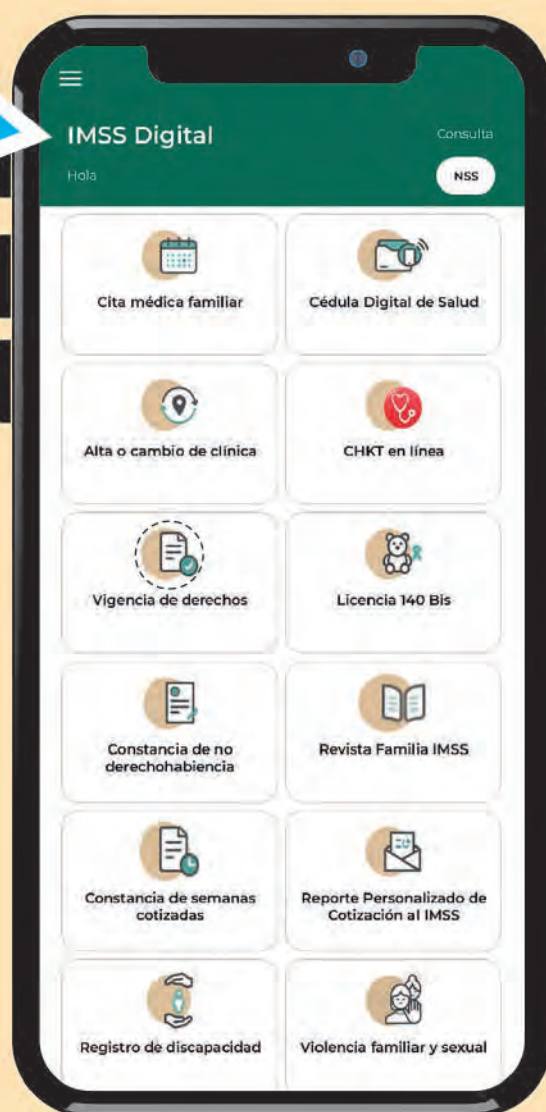 IMSS Digital
Consulta
Hola
NSS
Cita médica familiar
Cédula Digital de Salud
Alta o cambio de clínica
CHKT en línea
Vigencia de derechos
Licencia 140 Bis
Constancia de no
derechohabiencia
Revista Familia IMSS
Constancia de semanas
cotizadas
Reporte Personalizado de
Cotización al IMSS
Registro de discapacidad
Violencia familiar y sexual